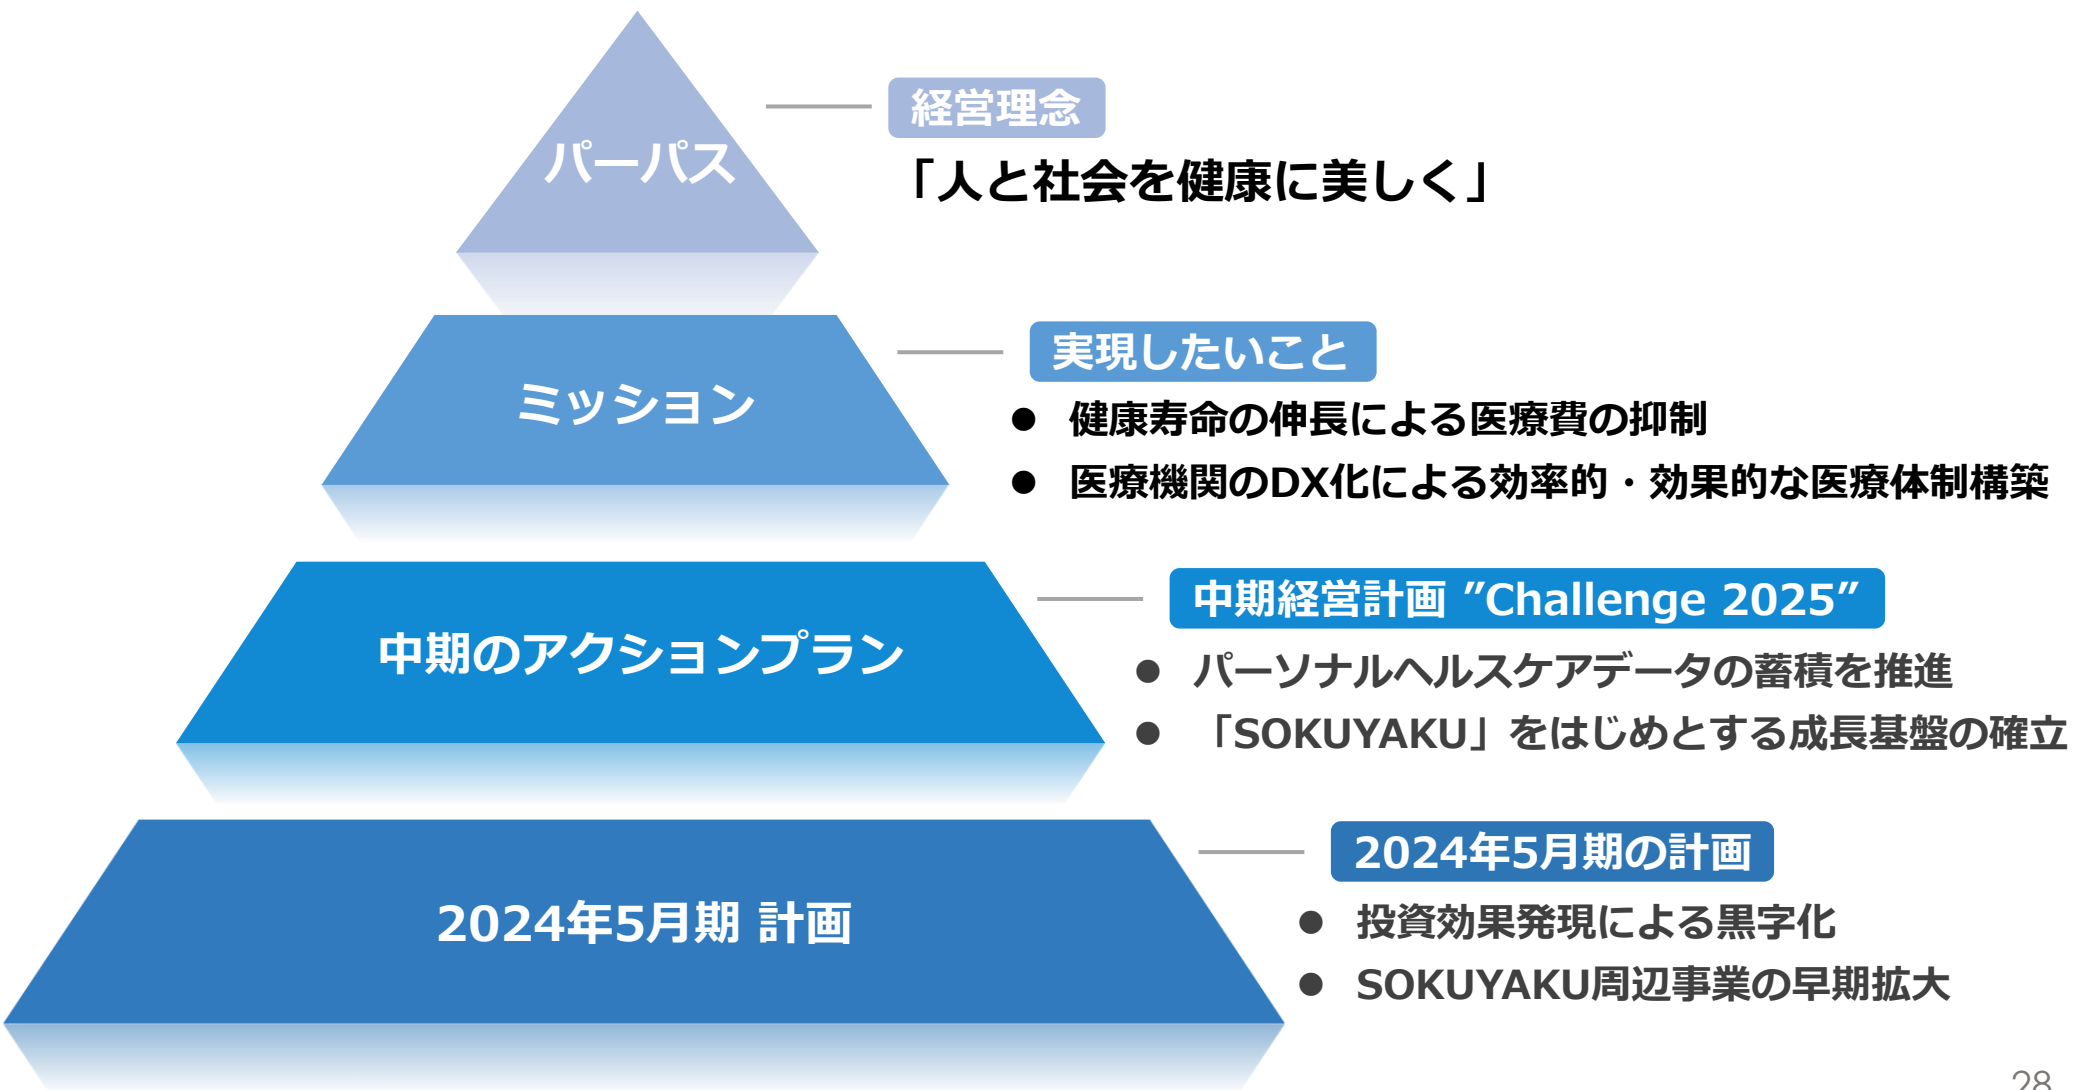 パーパス
経営理念
「人と社会を健康に美しく」
ミッション
実現したいこと
● 健康寿命の伸長による医療費の抑制
● 医療機関のDX化による効率的・効果的な医療体制構築
中期のアクションプラン
中期経営計画 ”Challenge 2025”
● パーソナルヘルスケアデータの蓄積を推進
● 「SOKUYAKU」をはじめとする成長基盤の確立
2024年5月期 計画
2024年5月期の計画
● 投資効果発現による黒字化
● SOKUYAKU周辺事業の早期拡大
28